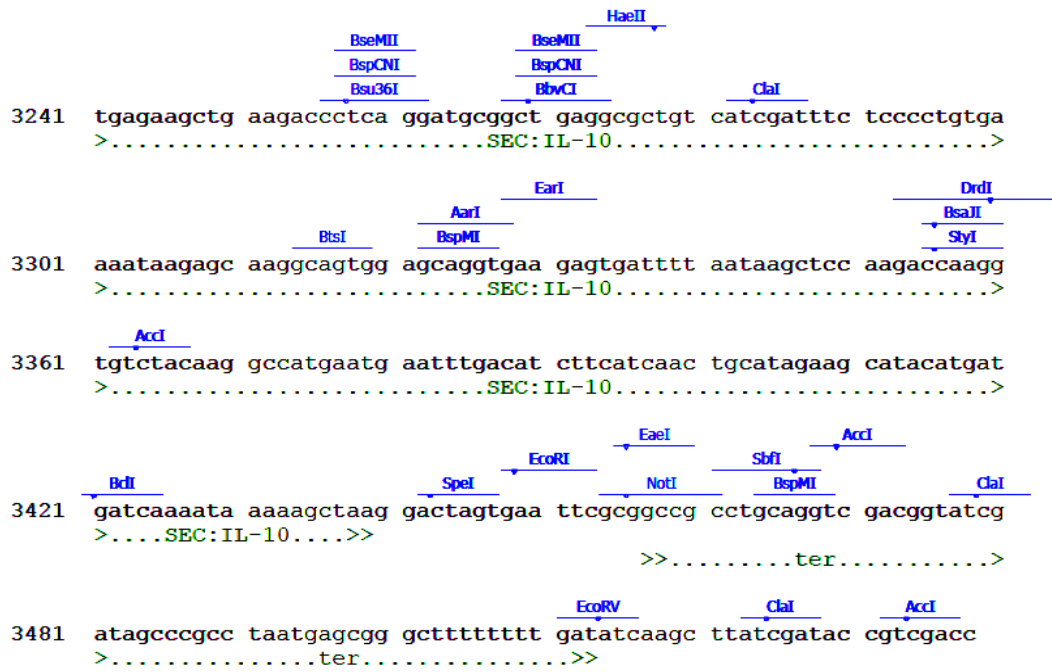 HaeII
BseMII BseMII
BspCNI BspCNI
Bsu36I BbvCI ClaI
3241 tgagaagctg aagaccctca ggatgcggct gaggcgctgt catcgatttc tcccctgtga
>...........................SEC:IL-10...........................>
EarI DrdI
AarI BsaJI
BtsI BspMI StyI
3301 aaataagagc aaggcagtgg agcaggtgaa gagtgatttt aataagctcc aagaccaagg
>...........................SEC:IL-10...........................>
AccI
3361 tgtctacaag gccatgaatg aatttgacat cttcatcaac tgcatagaag catacatgat
>...........................SEC:IL-10...........................>
EaeI AccI
EcoRI SbfI
BclI SpeI NotI BspMI ClaI
3421 gatcaaaata aaaagctaag gactagtgaa ttcgcggccg cctgcaggtc gacggtatcg
>....SEC:IL-10....>>
>>.........ter...........>
EcoRV ClaI AccI
3481 atagcccgcc taatgagcgg gctttttttt gatatcaagc ttatcgatac cgtcgacc
>...............ter...............>>